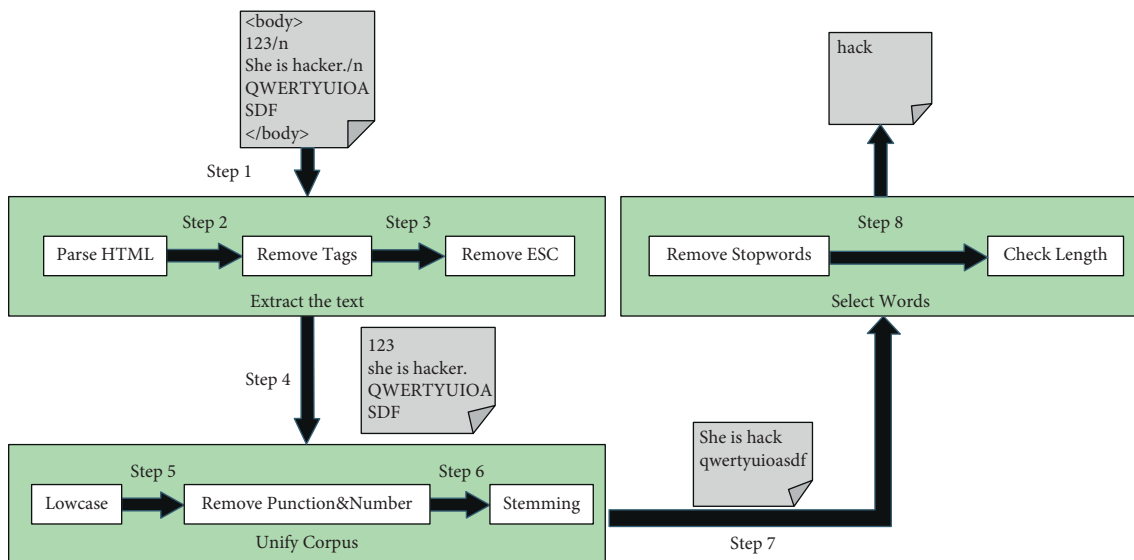 <body>
123/n
She is hacker./n
QWERTYUIOA
SDF
</body>
Step 1
Step 2
Step 3
Parse HTML
Remove Tags
Remove ESC
Extract the text
Step 4
123
she is hacker.
QWERTYUIOA
SDF
Step 5
Step 6
Lowcase
Remove Punction&Number
Stemming
Unify Corpus
She is hack
qwertyuioasdf
Step 7
Step 8
Remove Stopwords
Check Length
Select Words
hack